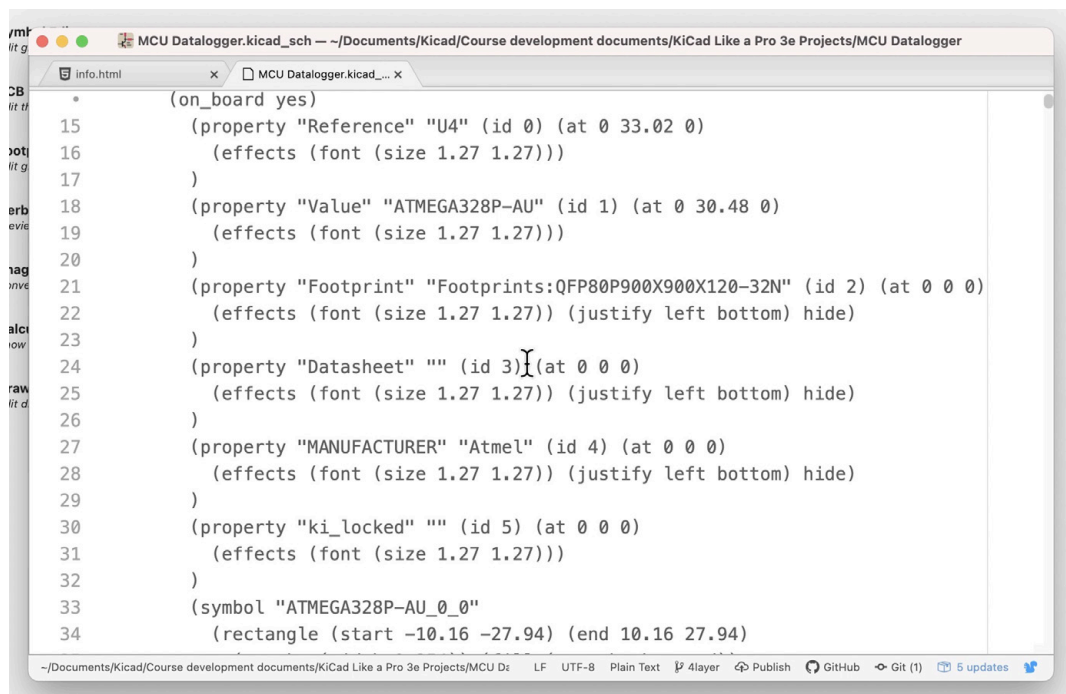 MCU Datalogger.kicad_sch — ~/Documents/Kicad/Course development documents/KiCad Like a Pro 3e Projects/MCU Datalogger
info.html
MCU Datalogger.kicad_...
(on_board yes)
15 (property "Reference" "U4" (id 0) (at 0 33.02 0)
16 (effects (font (size 1.27 1.27)))
17 )
18 (property "Value" "ATMEGA328P-AU" (id 1) (at 0 30.48 0)
19 (effects (font (size 1.27 1.27)))
20 )
21 (property "Footprint" "Footprints:QFP80P900X900X120-32N" (id 2) (at 0 0 0)
22 (effects (font (size 1.27 1.27)) (justify left bottom) hide)
23 )
24 (property "Datasheet" "" (id 3) (at 0 0 0)
25 (effects (font (size 1.27 1.27)) (justify left bottom) hide)
26 )
27 (property "MANUFACTURER" "Atmel" (id 4) (at 0 0 0)
28 (effects (font (size 1.27 1.27)) (justify left bottom) hide)
29 )
30 (property "ki_locked" "" (id 5) (at 0 0 0)
31 (effects (font (size 1.27 1.27)))
32 )
33 (symbol "ATMEGA328P-AU_0_0"
34 (rectangle (start -10.16 -27.94) (end 10.16 27.94)
~/Documents/Kicad/Course development documents/KiCad Like a Pro 3e Projects/MCU Da LF UTF-8 Plain Text 4layer Publish GitHub Git (1) 5 updates